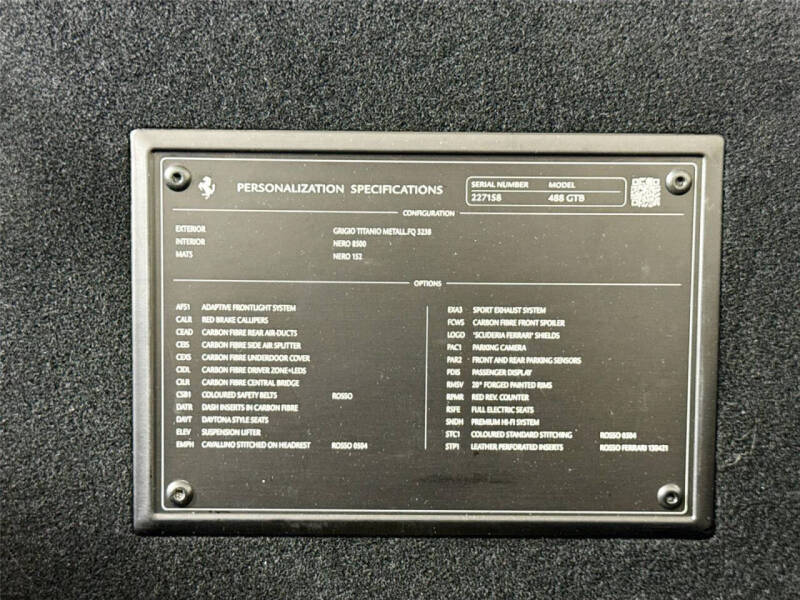 PERSONALIZATION SPECIFICATIONS
SERIAL NUMBER MODEL
227158 488 GTB
CONFIGURATION
EXTERIOR GRIGIO TITANIO METALL.FQ 3238
INTERIOR NERO 8500
MATS NERO 152
OPTIONS
AFS1 ADAPTIVE FRONTLIGHT SYSTEM
CALR RED BRAKE CALLIPERS
CEAD CARBON FIBRE REAR AIR-DUCTS
CEIS CARBON FIBRE SIDE AIR SPLITTER
CEXS CARBON FIBRE UNDERDOOR COVER
CIDL CARBON FIBRE DRIVER ZONE+LEDS
CILR CARBON FIBRE CENTRAL BRIDGE
CSB1 COLOURED SAFETY BELTS ROSSO
DATR DASH INSERTS IN CARBON FIBRE
DAYT DAYTONA STYLE SEATS
ELEV SUSPENSION LIFTER
EMPH CAVALLINO STITCHED ON HEADREST ROSSO 0504
EXA3 SPORT EXHAUST SYSTEM
FCWS CARBON FIBRE FRONT SPOILER
LOGO "SCUDERIA FERRARI" SHIELDS
PAC1 PARKING CAMERA
PAR2 FRONT AND REAR PARKING SENSORS
PDIS PASSENGER DISPLAY
RMSV 20" FORGED PAINTED RIMS
RPMR RED REV. COUNTER
RSFE FULL ELECTRIC SEATS
SNDH PREMIUM HI-FI SYSTEM
STC1 COLOURED STANDARD STITCHING ROSSO 0504
STP1 LEATHER PERFORATED INSERTS ROSSO FERRARI 130421